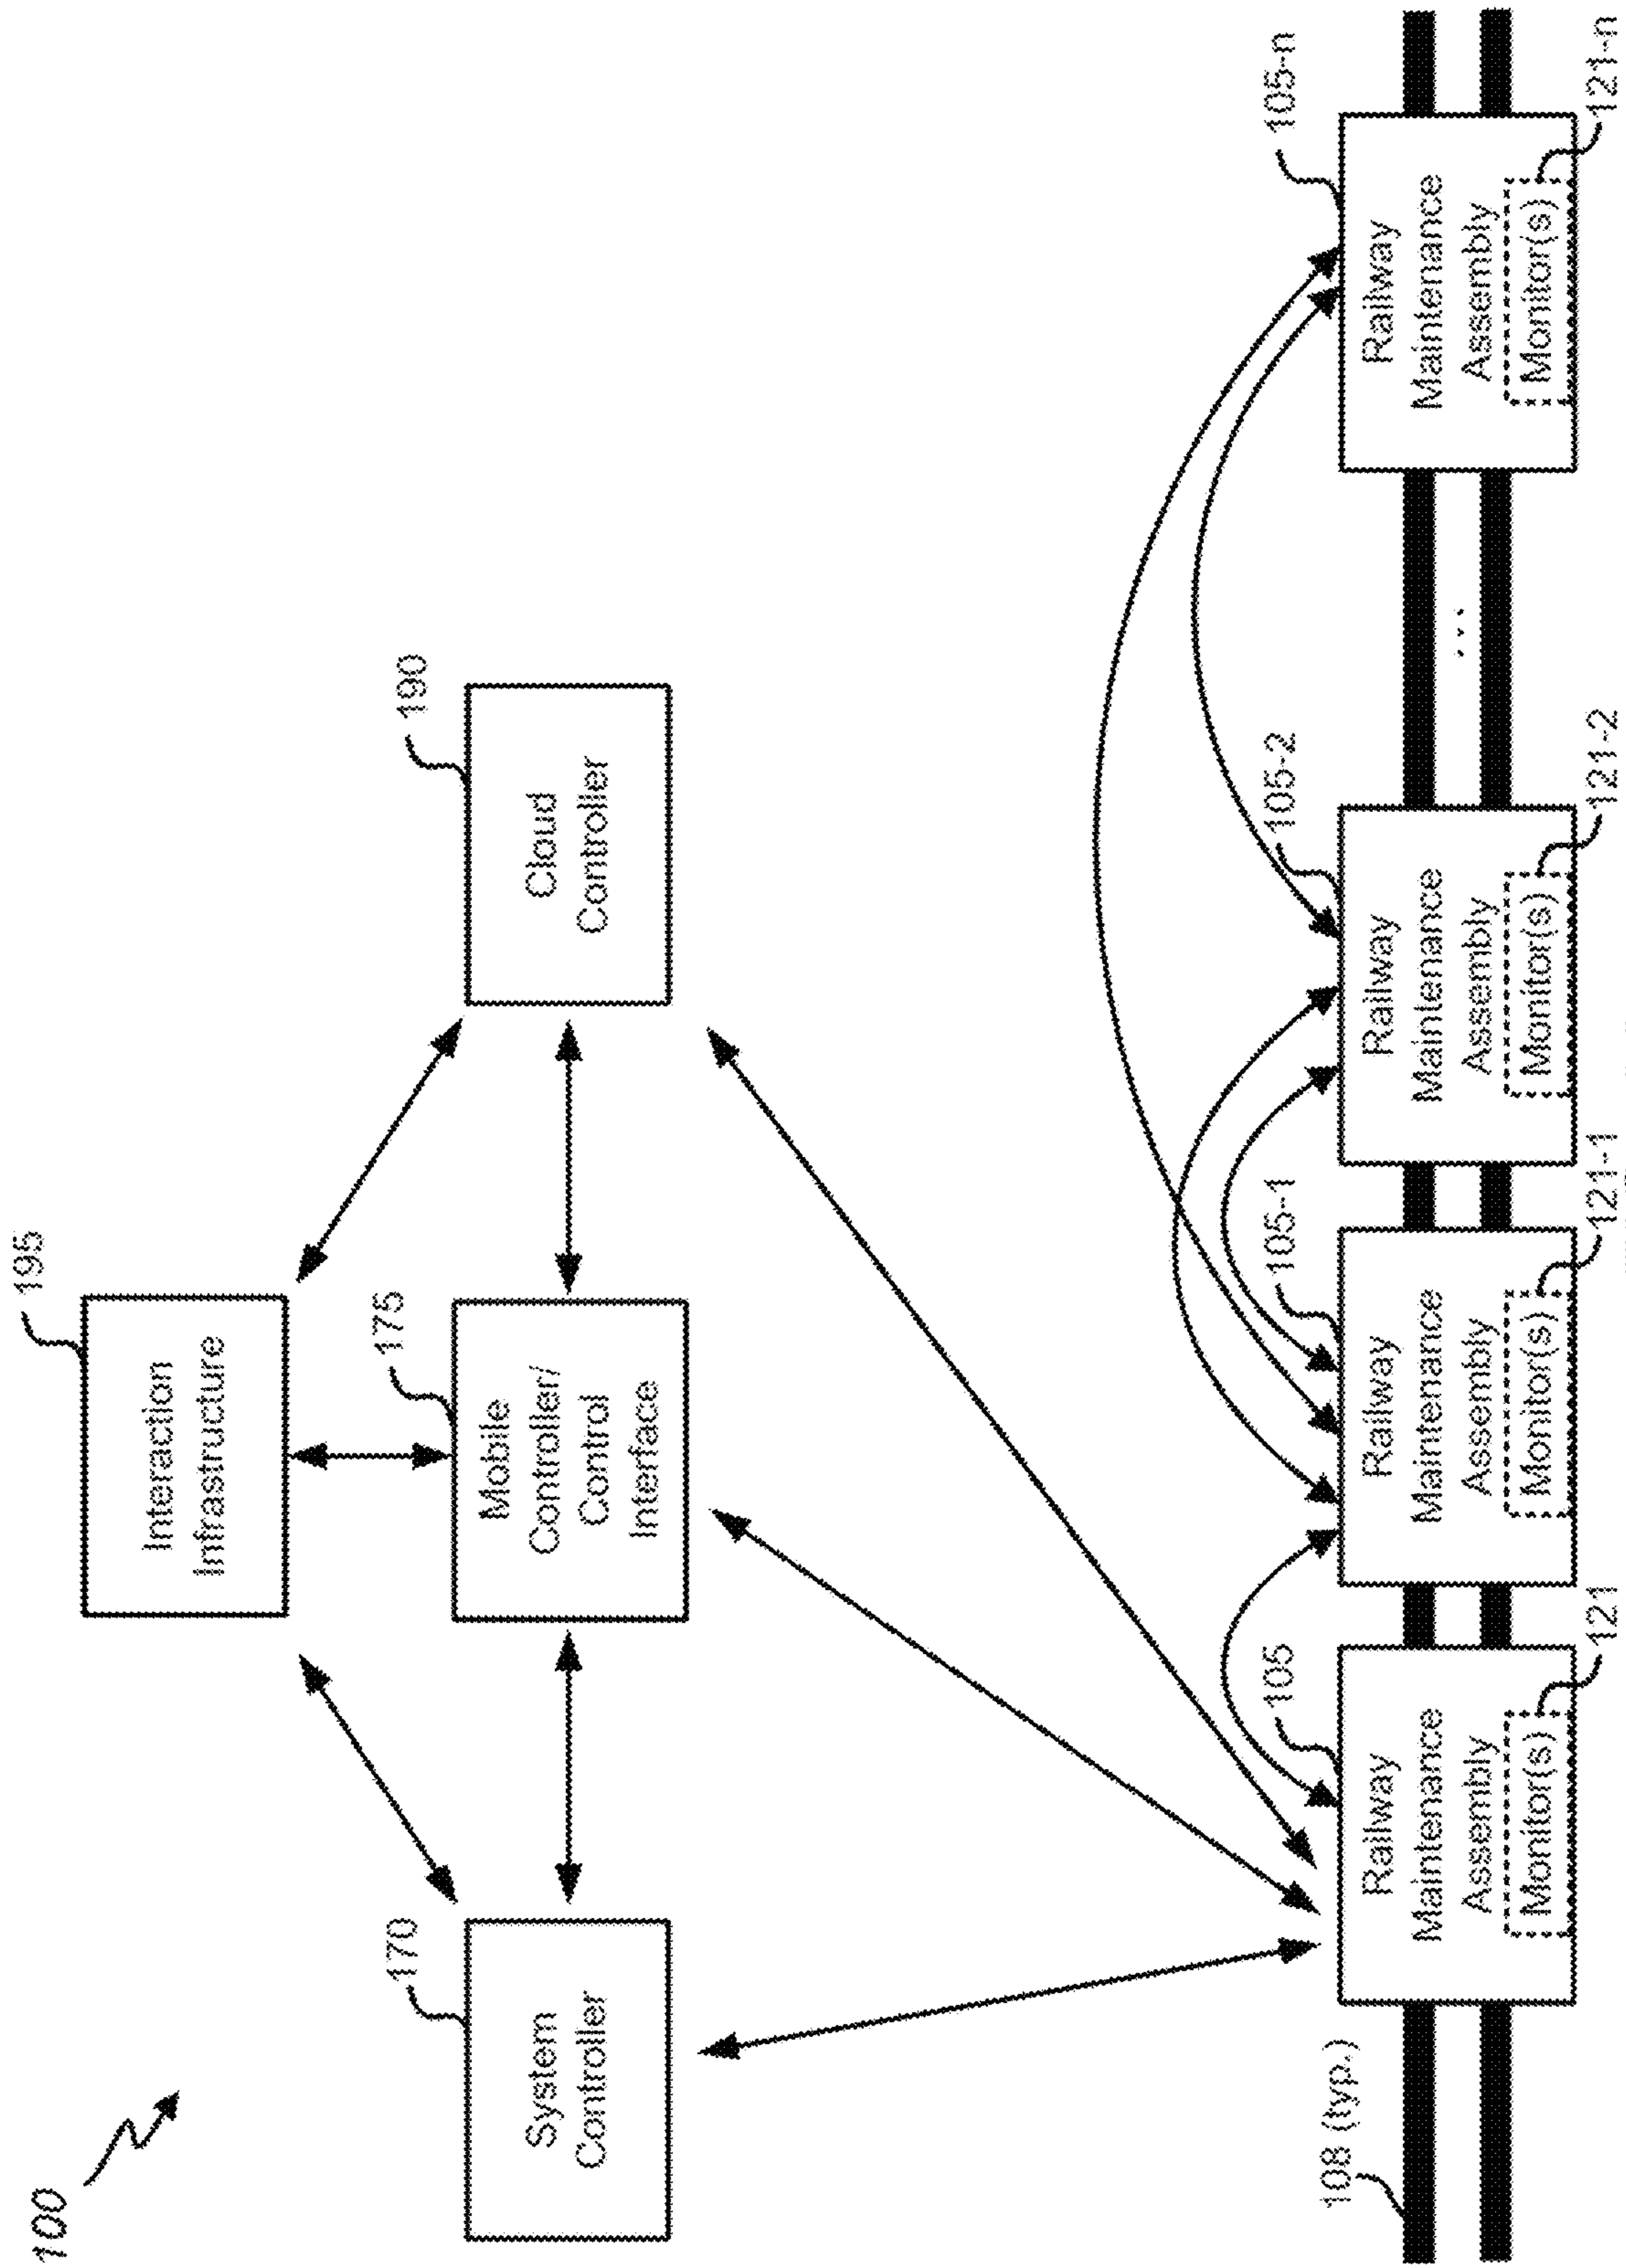 100
195
Interaction
Infrastructure
170
System
Controller
175
Mobile
Controller/
Control
Interface
190
Cloud
Controller
108 (typ.)
105
Railway
Maintenance
Assembly
Monitor(s)
121
105-1
Railway
Maintenance
Assembly
Monitor(s)
121-1
105-2
Railway
Maintenance
Assembly
Monitor(s)
121-2
...
105-n
Railway
Maintenance
Assembly
Monitor(s)
121-n